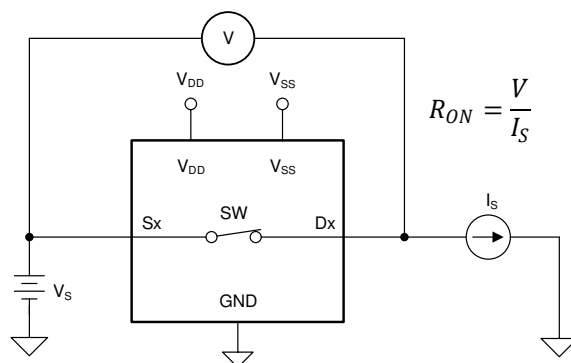 V
V_DD V_SS
R_ON = V / I_S
V_DD V_SS
I_S
Sx SW Dx
V_S
GND